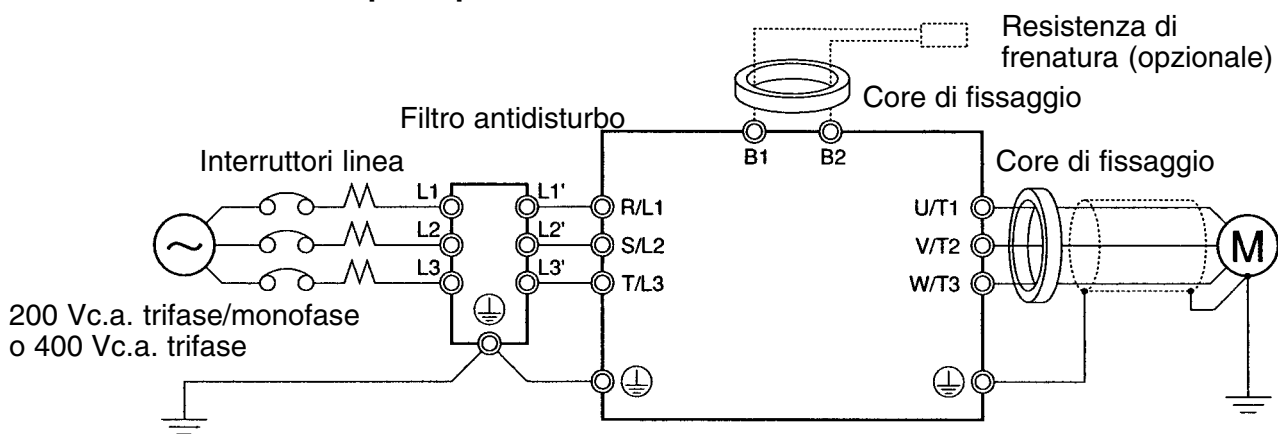 Resistenza di
frenatura (opzionale)
Core di fissaggio
Filtro antidisturbo
B1
B2
Interruttori linea
Core di fissaggio
L1
L1'
R/L1
U/T1
L2
L2'
S/L2
V/T2
M
L3
L3'
T/L3
W/T3
200 Vc.a. trifase/monofase
o 400 Vc.a. trifase